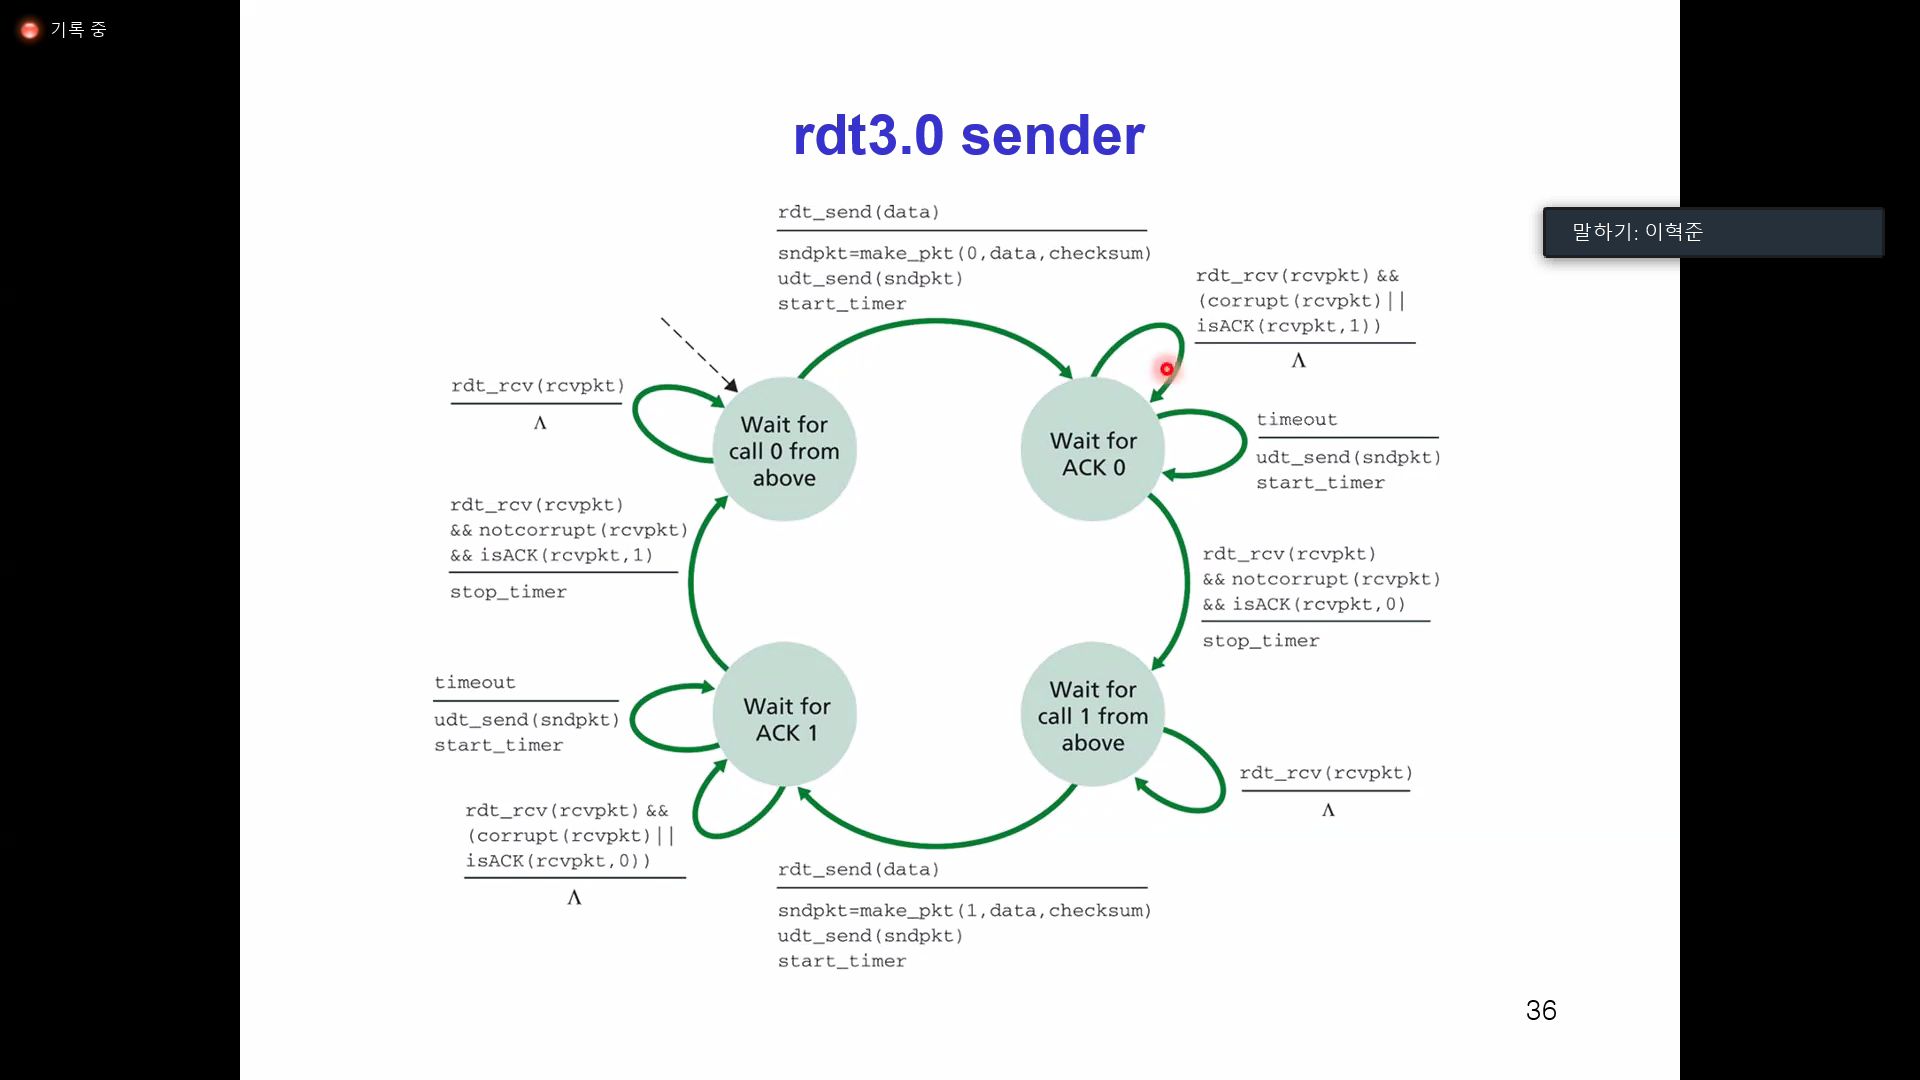 기록 중
rdt3.0 sender
말하기: 이혁준
rdt_send(data)
sndpkt=make_pkt(0,data,checksum)
udt_send(sndpkt)
start_timer
rdt_rcv(rcvpkt) &&
(corrupt(rcvpkt)||
isACK(rcvpkt,1))
Λ
rdt_rcv(rcvpkt)
Λ
Wait for
call 0 from
above
Wait for
ACK 0
timeout
udt_send(sndpkt)
start_timer
rdt_rcv(rcvpkt)
&& notcorrupt(rcvpkt)
&& isACK(rcvpkt,1)
stop_timer
rdt_rcv(rcvpkt)
&& notcorrupt(rcvpkt)
&& isACK(rcvpkt,0)
stop_timer
timeout
udt_send(sndpkt)
start_timer
Wait for
ACK 1
Wait for
call 1 from
above
rdt_rcv(rcvpkt)
Λ
rdt_rcv(rcvpkt) &&
(corrupt(rcvpkt)||
isACK(rcvpkt,0))
Λ
rdt_send(data)
sndpkt=make_pkt(1,data,checksum)
udt_send(sndpkt)
start_timer
36